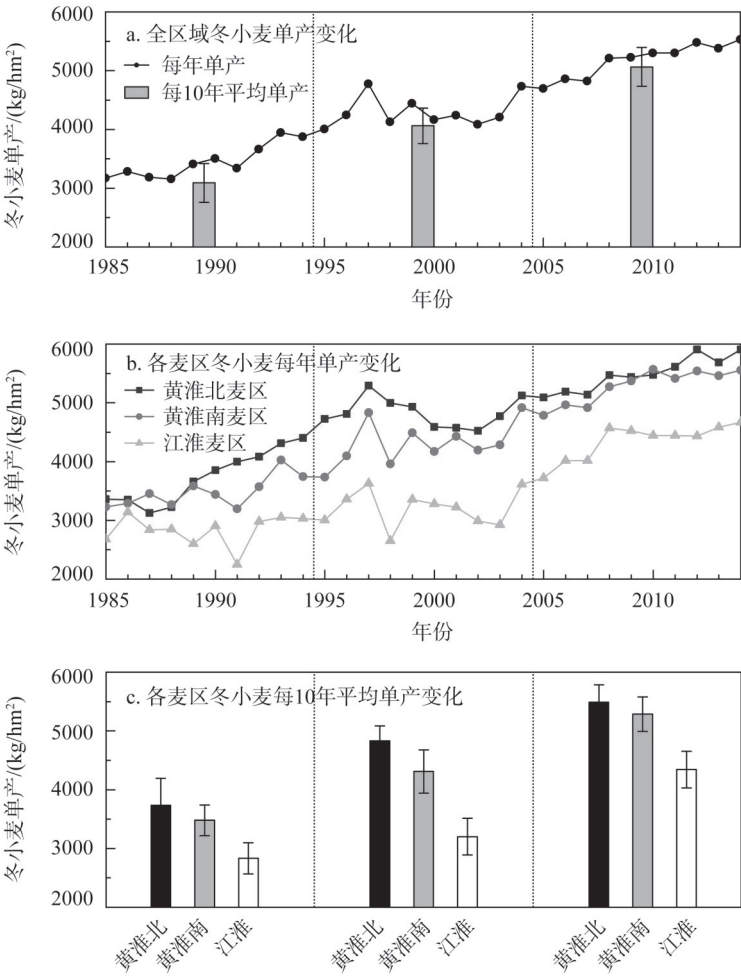 6000
a. 全区域冬小麦单产变化
每年单产
5000
每10年平均单产
4000
3000
2000
冬小麦单产/(kg/hm²)
1985 1990 1995 2000 2005 2010
年份
6000
b. 各麦区冬小麦每年单产变化
黄淮北麦区
5000
黄淮南麦区
江淮麦区
4000
3000
2000
冬小麦单产/(kg/hm²)
1985 1990 1995 2000 2005 2010
年份
6000
c. 各麦区冬小麦每10年平均单产变化
5000
4000
3000
2000
冬小麦单产/(kg/hm²)
黄淮北 黄淮南 江淮 黄淮北 黄淮南 江淮 黄淮北 黄淮南 江淮